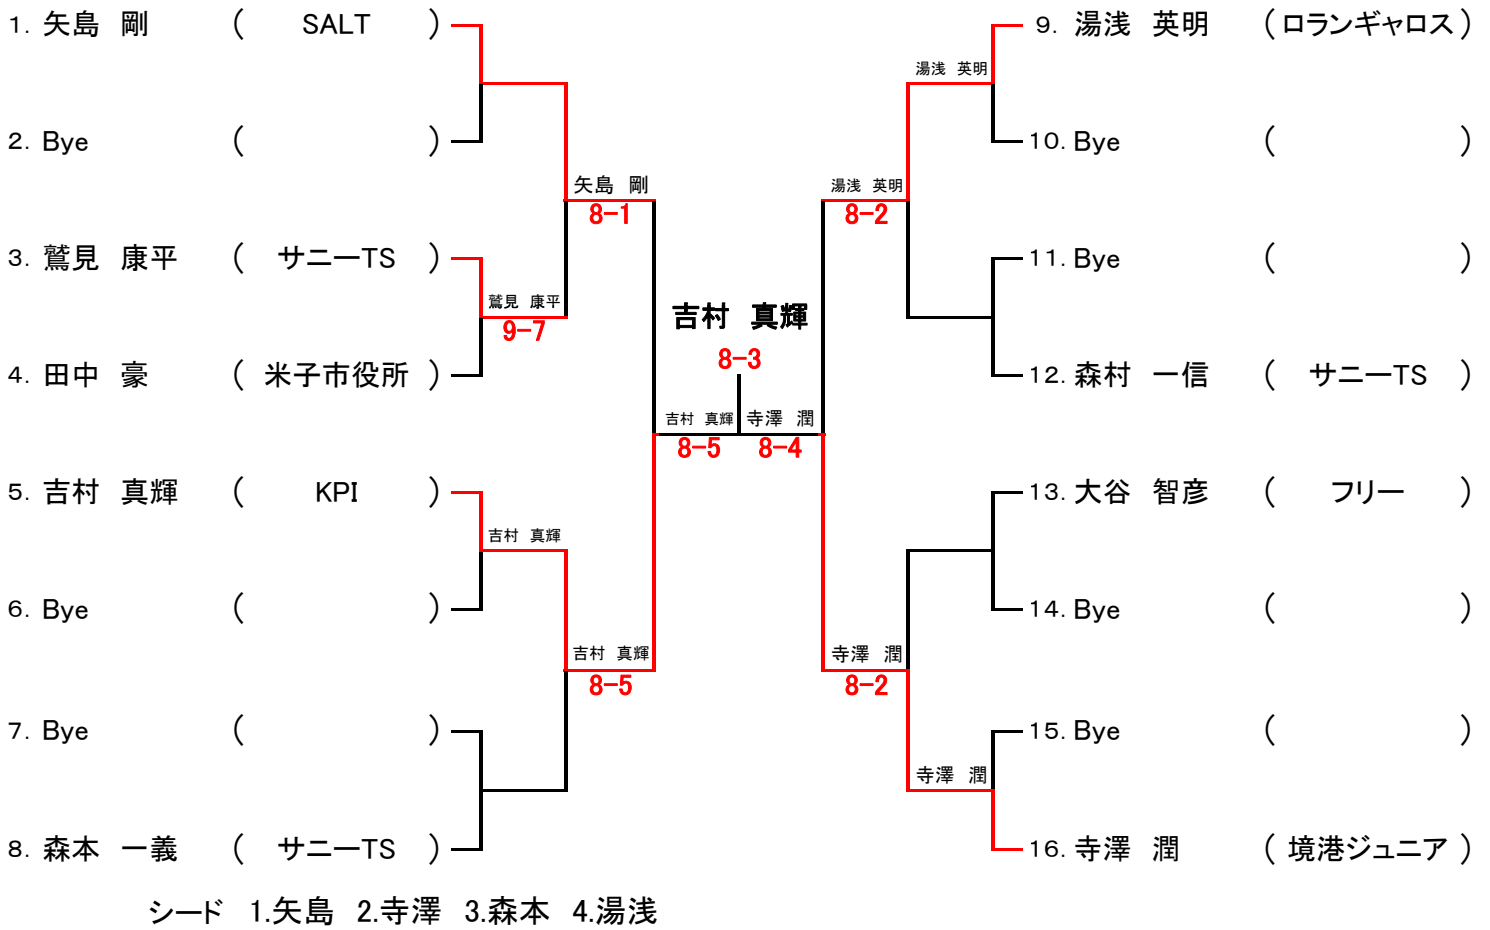 1. 矢島　剛 ( SALT )
2. Bye ( )
3. 鷲見　康平 ( サニーTS )
4. 田中　豪 ( 米子市役所 )
5. 吉村　真輝 ( KPI )
6. Bye ( )
7. Bye ( )
8. 森本　一義 ( サニーTS )
鷲見　康平
9-7
吉村　真輝
矢島　剛
8-1
吉村　真輝
8-5
吉村　真輝
8-3
吉村　真輝
8-5
寺澤　潤
8-4
湯浅　英明
8-2
寺澤　潤
8-2
湯浅　英明
寺澤　潤
9. 湯浅　英明 ( ロランギャロス )
10. Bye ( )
11. Bye ( )
12. 森村　一信 ( サニーTS )
13. 大谷　智彦 ( フリー )
14. Bye ( )
15. Bye ( )
16. 寺澤　潤 ( 境港ジュニア )
シード　1.矢島　2.寺澤　3.森本　4.湯浅